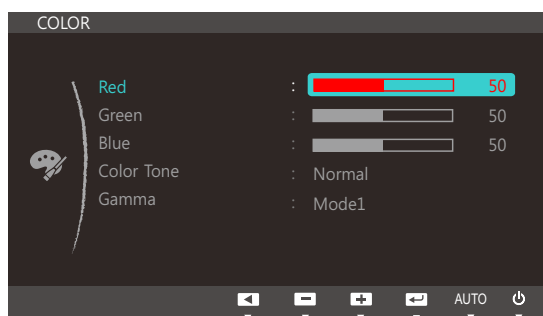 COLOR
Red : 50
Green : 50
Blue : 50
Color Tone : Normal
Gamma : Mode1
AUTO